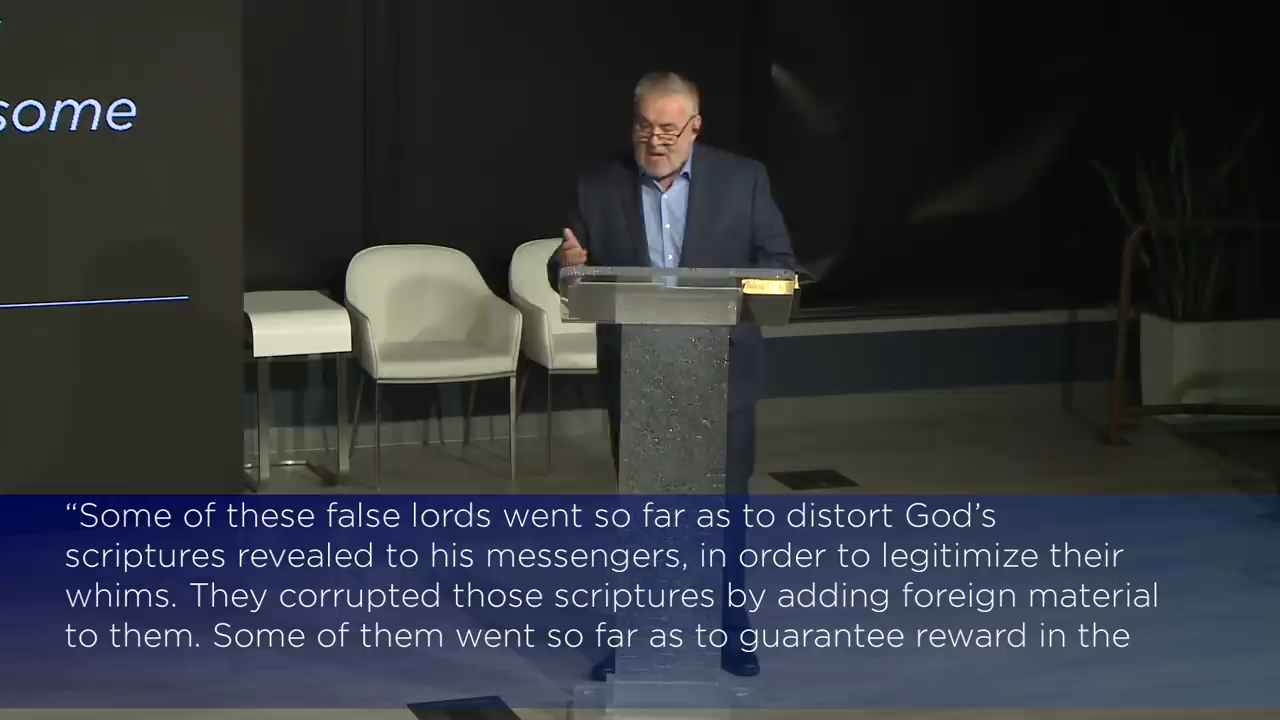 some
“Some of these false lords went so far as to distort God’s
scriptures revealed to his messengers, in order to legitimize their
whims. They corrupted those scriptures by adding foreign material
to them. Some of them went so far as to guarantee reward in the